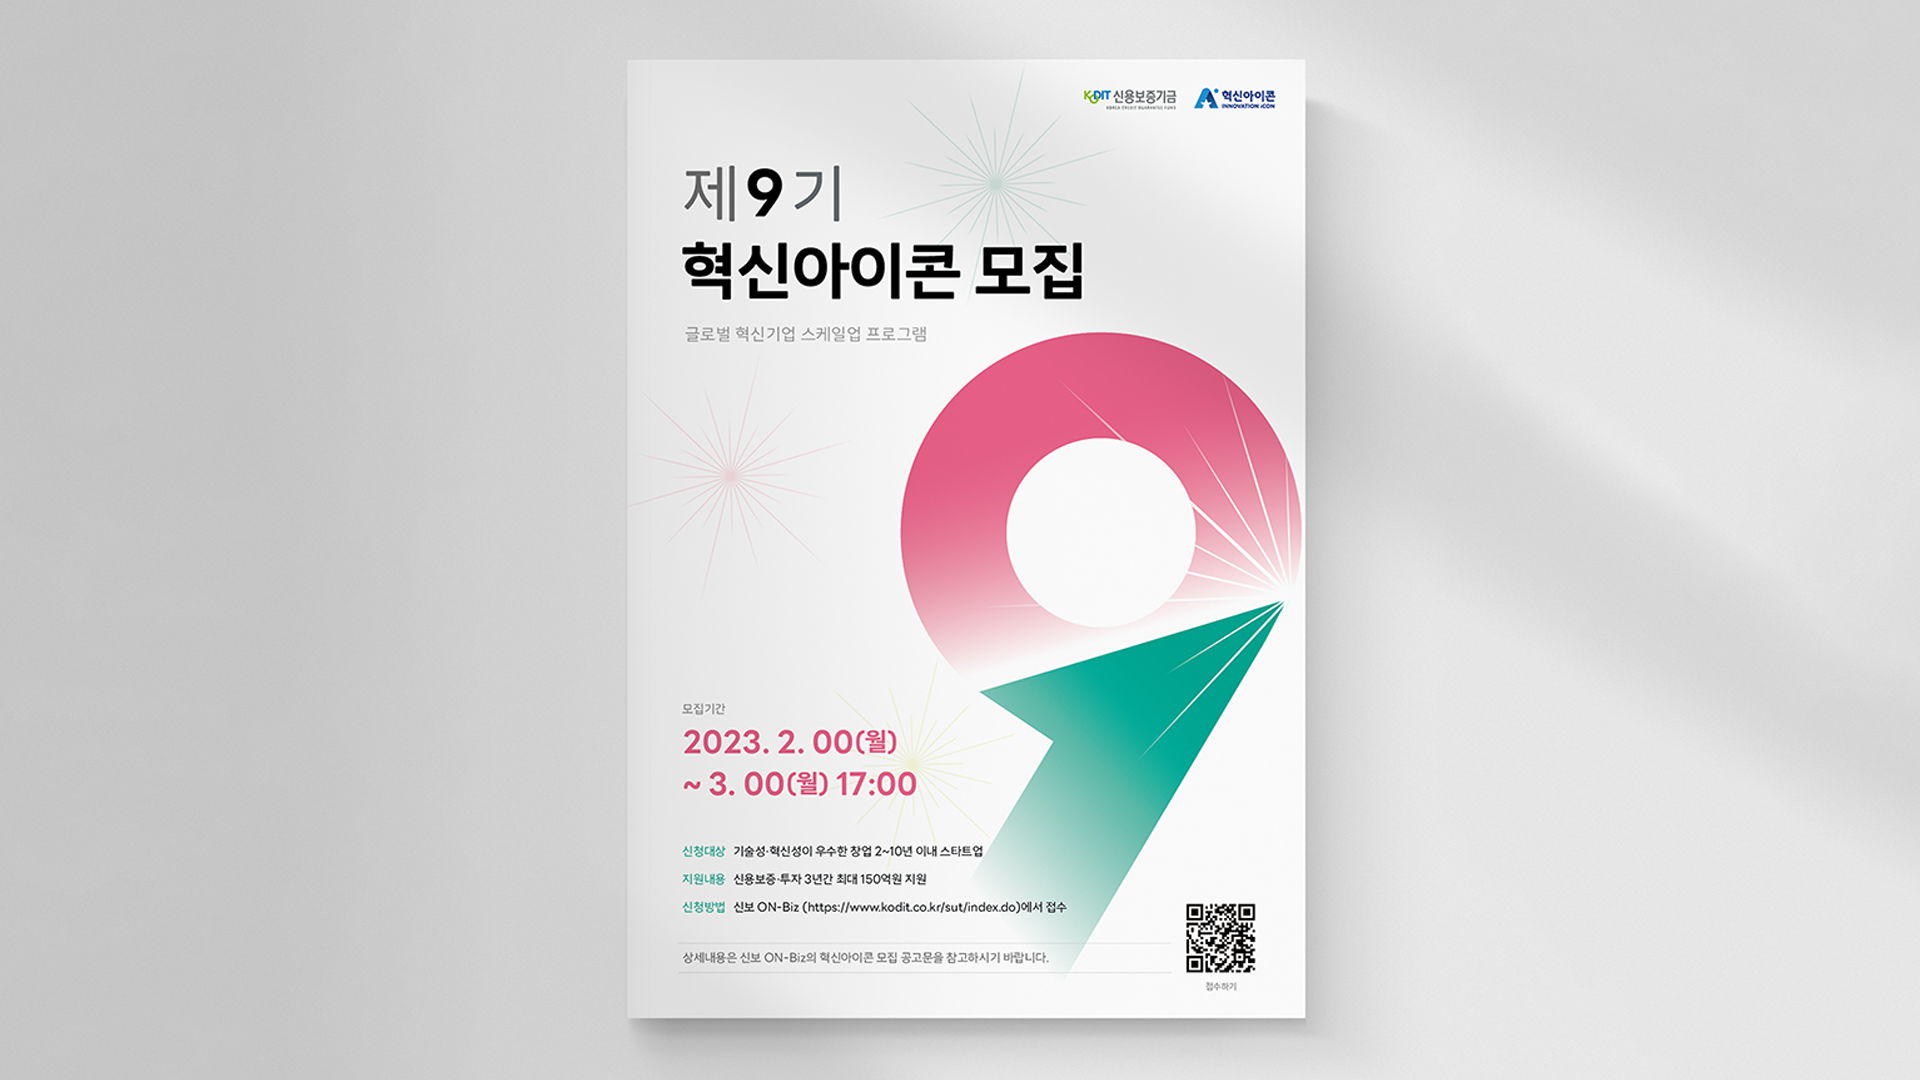 KODIT 신용보증기금
KOREA CREDIT GUARANTEE FUND
혁신아이콘
INNOVATION ICON
제9기
혁신아이콘 모집
글로벌 혁신기업 스케일업 프로그램
모집기간
2023. 2. 00(월)
~ 3. 00(월) 17:00
신청대상 기술성·혁신성이 우수한 창업 2~10년 이내 스타트업
지원내용 신용보증·투자 3년간 최대 150억원 지원
신청방법 신보 ON-Biz (https://www.kodit.co.kr/sut/index.do)에서 접수
상세내용은 신보 ON-Biz의 혁신아이콘 모집 공고문을 참고하시기 바랍니다.
접수하기